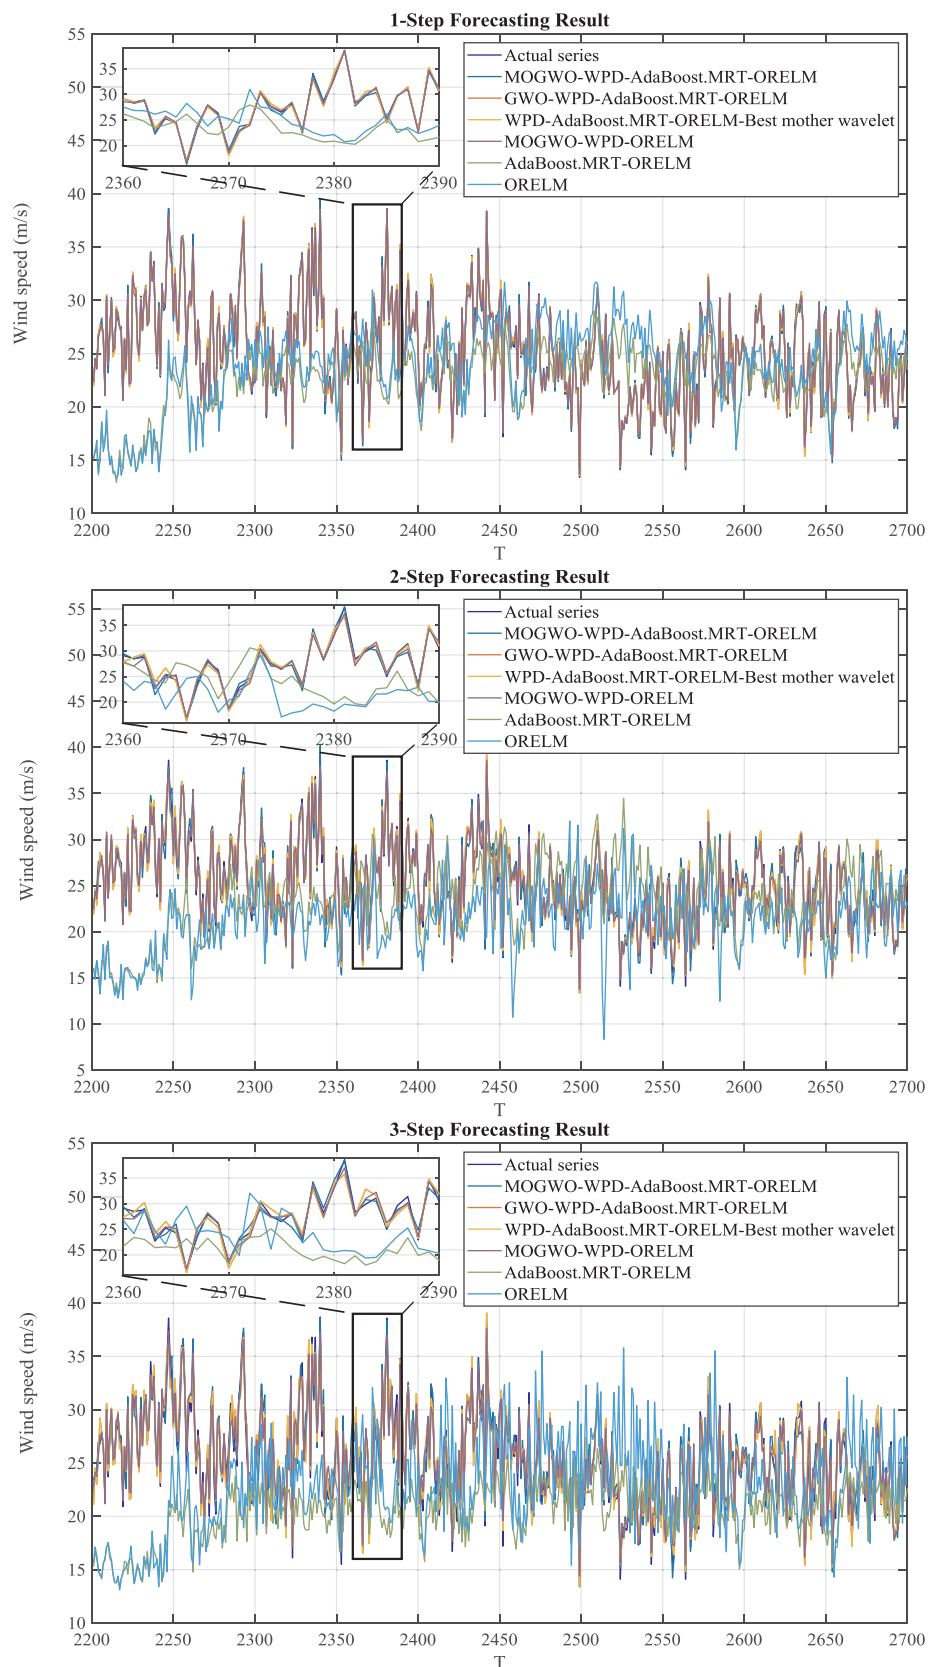 1-Step Forecasting Result
55
50
45
40
35
30
25
20
15
10
Wind speed (m/s)
35
30
25
20
2360
2370
2380
2390
Actual series
MOGWO-WPD-AdaBoost.MRT-ORELM
GWO-WPD-AdaBoost.MRT-ORELM
WPD-AdaBoost.MRT-ORELM-Best mother wavelet
MOGWO-WPD-ORELM
AdaBoost.MRT-ORELM
ORELM
2200
2250
2300
2350
2400
2450
2500
2550
2600
2650
2700
T
2-Step Forecasting Result
55
50
45
40
35
30
25
20
15
10
5
Wind speed (m/s)
35
30
25
20
2360
2370
2380
2390
Actual series
MOGWO-WPD-AdaBoost.MRT-ORELM
GWO-WPD-AdaBoost.MRT-ORELM
WPD-AdaBoost.MRT-ORELM-Best mother wavelet
MOGWO-WPD-ORELM
AdaBoost.MRT-ORELM
ORELM
2200
2250
2300
2350
2400
2450
2500
2550
2600
2650
2700
T
3-Step Forecasting Result
55
50
45
40
35
30
25
20
15
10
Wind speed (m/s)
35
30
25
20
2360
2370
2380
2390
Actual series
MOGWO-WPD-AdaBoost.MRT-ORELM
GWO-WPD-AdaBoost.MRT-ORELM
WPD-AdaBoost.MRT-ORELM-Best mother wavelet
MOGWO-WPD-ORELM
AdaBoost.MRT-ORELM
ORELM
2200
2250
2300
2350
2400
2450
2500
2550
2600
2650
2700
T